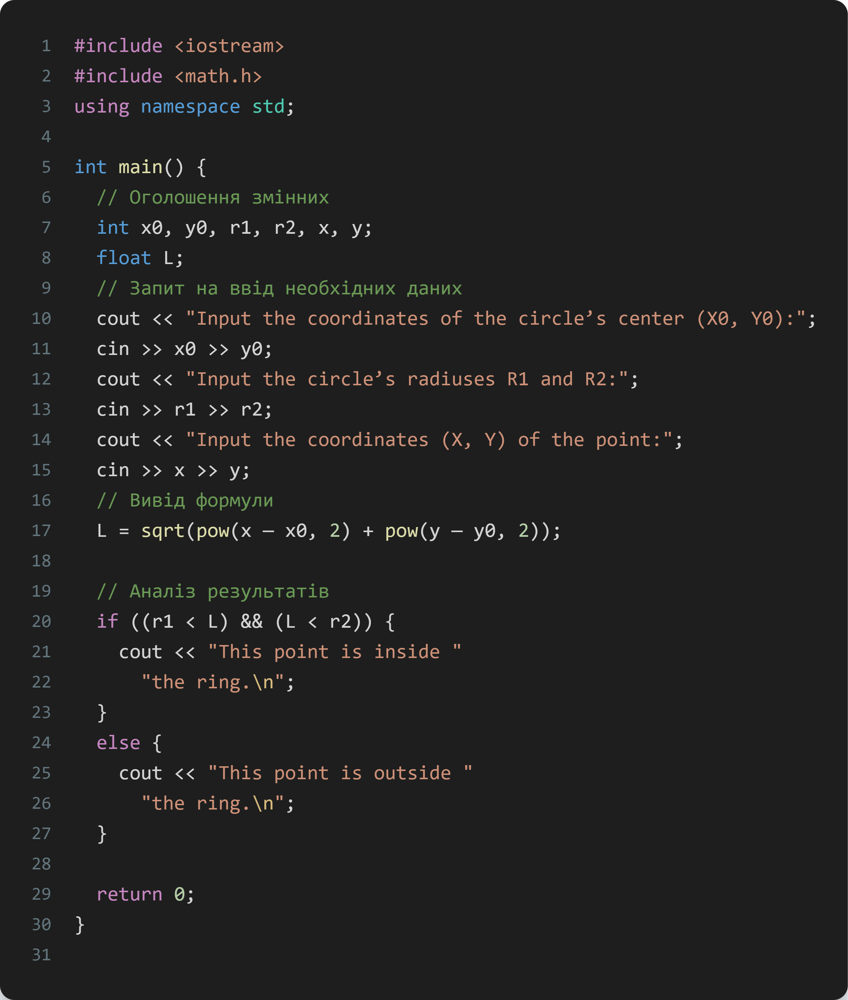 1 #include <iostream>
2 #include <math.h>
3 using namespace std;
4
5 int main() {
6   // Оголошення змінних
7   int x0, y0, r1, r2, x, y;
8   float L;
9   // Запит на ввід необхідних даних
10   cout << "Input the coordinates of the circle’s center (X0, Y0):";
11   cin >> x0 >> y0;
12   cout << "Input the circle’s radiuses R1 and R2:";
13   cin >> r1 >> r2;
14   cout << "Input the coordinates (X, Y) of the point:";
15   cin >> x >> y;
16   // Вивід формули
17   L = sqrt(pow(x – x0, 2) + pow(y – y0, 2));
18
19   // Аналіз результатів
20   if ((r1 < L) && (L < r2)) {
21     cout << "This point is inside "
22       "the ring.\n";
23   }
24   else {
25     cout << "This point is outside "
26       "the ring.\n";
27   }
28
29   return 0;
30 }
31